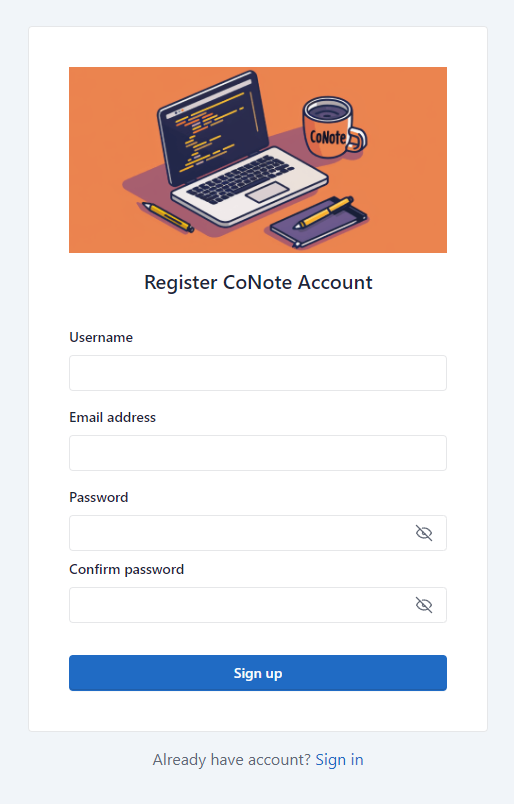 CoNote
Register CoNote Account
Username
Email address
Password
Confirm password
Sign up
Already have account? Sign in